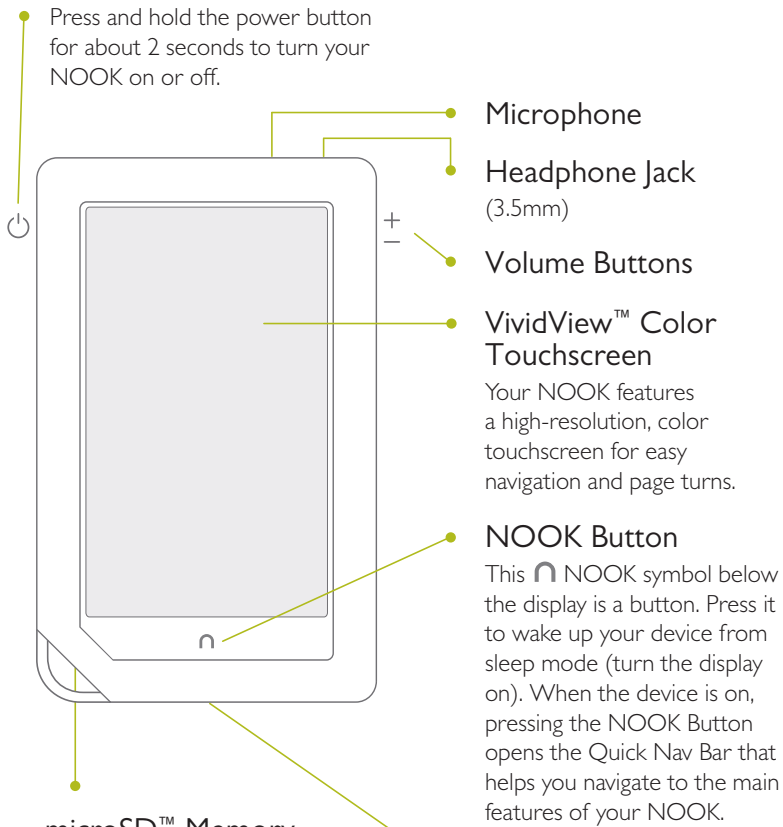 Press and hold the power button
for about 2 seconds to turn your
NOOK on or off.
Microphone
Headphone Jack
(3.5mm)
Volume Buttons
VividView™ Color
Touchscreen
Your NOOK features
a high-resolution, color
touchscreen for easy
navigation and page turns.
NOOK Button
This n NOOK symbol below
the display is a button. Press it
to wake up your device from
sleep mode (turn the display
on). When the device is on,
pressing the NOOK Button
opens the Quick Nav Bar that
helps you navigate to the main
features of your NOOK.
microSD™ Memory